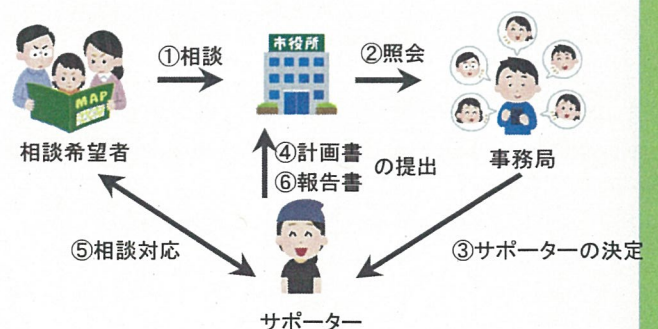 ①相談
市役所
②照会
MAP
相談希望者
④計画書
⑥報告書
の提出
事務局
⑤相談対応
③サポーターの決定
サポーター